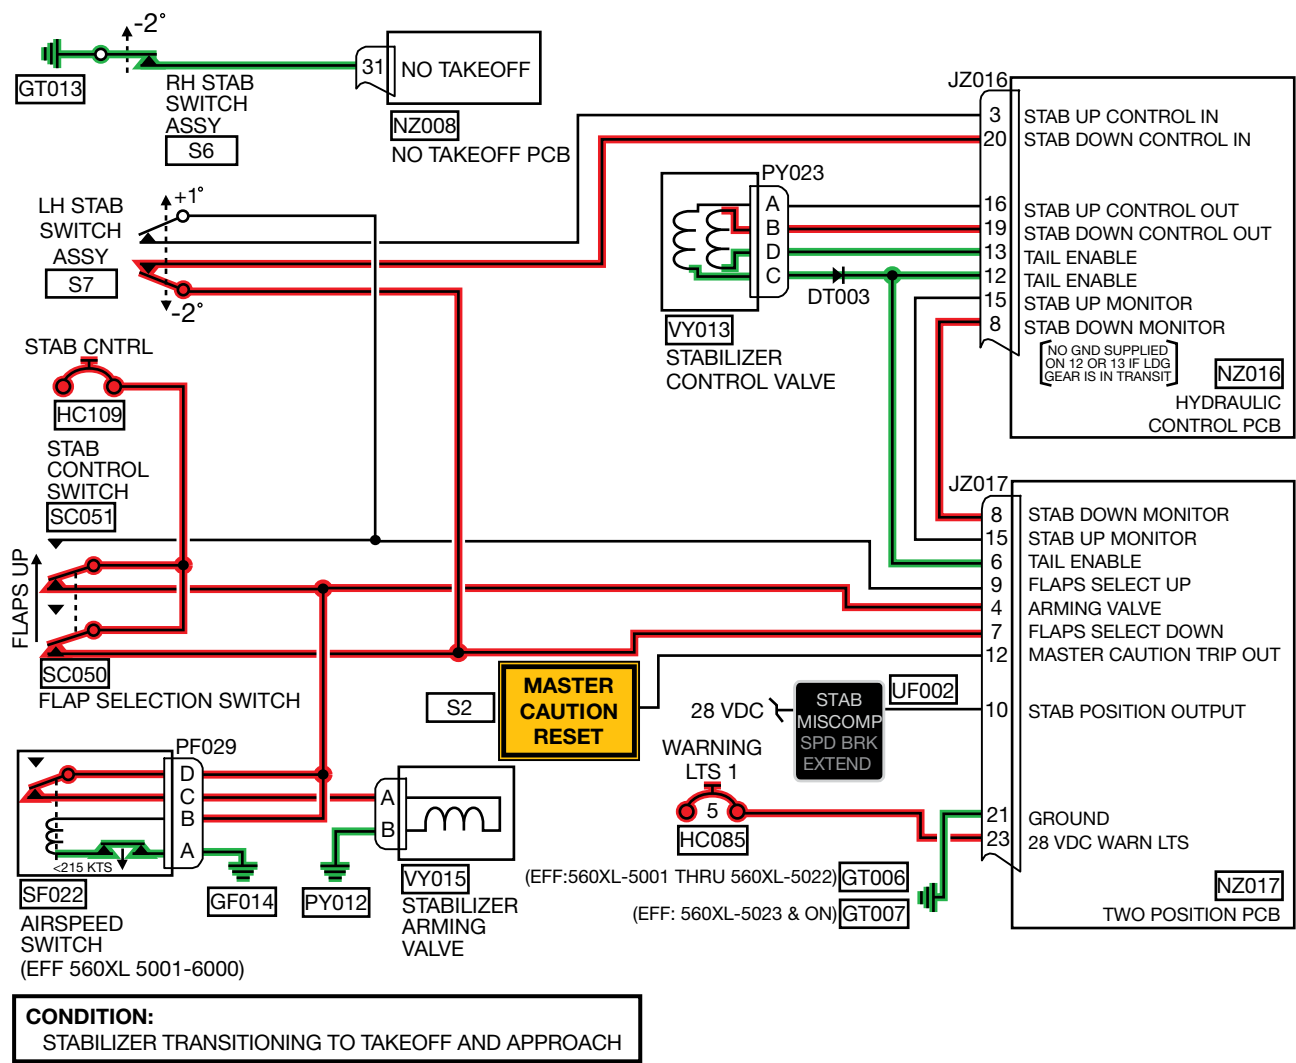 -2°
GT013
RH STAB
SWITCH
ASSY
S6
31
NO TAKEOFF
NZ008
NO TAKEOFF PCB
LH STAB
SWITCH
ASSY
S7
+1°
-2°
STAB CNTRL
HC109
STAB
CONTROL
SWITCH
SC051
FLAPS UP
SC050
FLAP SELECTION SWITCH
PY023
A
B
D
C
DT003
VY013
STABILIZER
CONTROL VALVE
JZ016
3 STAB UP CONTROL IN
20 STAB DOWN CONTROL IN
16 STAB UP CONTROL OUT
19 STAB DOWN CONTROL OUT
13 TAIL ENABLE
12 TAIL ENABLE
15 STAB UP MONITOR
8 STAB DOWN MONITOR
NO GND SUPPLIED
ON 12 OR 13 IF LDG
GEAR IS IN TRANSIT
NZ016
HYDRAULIC
CONTROL PCB
JZ017
8 STAB DOWN MONITOR
15 STAB UP MONITOR
6 TAIL ENABLE
9 FLAPS SELECT UP
4 ARMING VALVE
7 FLAPS SELECT DOWN
12 MASTER CAUTION TRIP OUT
10 STAB POSITION OUTPUT
21 GROUND
23 28 VDC WARN LTS
NZ017
TWO POSITION PCB
S2
MASTER
CAUTION
RESET
28 VDC
STAB
MISCOMP
SPD BRK
EXTEND
UF002
WARNING
LTS 1
5
HC085
(EFF:560XL-5001 THRU 560XL-5022) GT006
(EFF: 560XL-5023 & ON) GT007
PF029
D
C
B
A
<215 KTS
SF022
AIRSPEED
SWITCH
(EFF 560XL 5001-6000)
GF014
PY012
A
B
VY015
STABILIZER
ARMING
VALVE
CONDITION:
STABILIZER TRANSITIONING TO TAKEOFF AND APPROACH